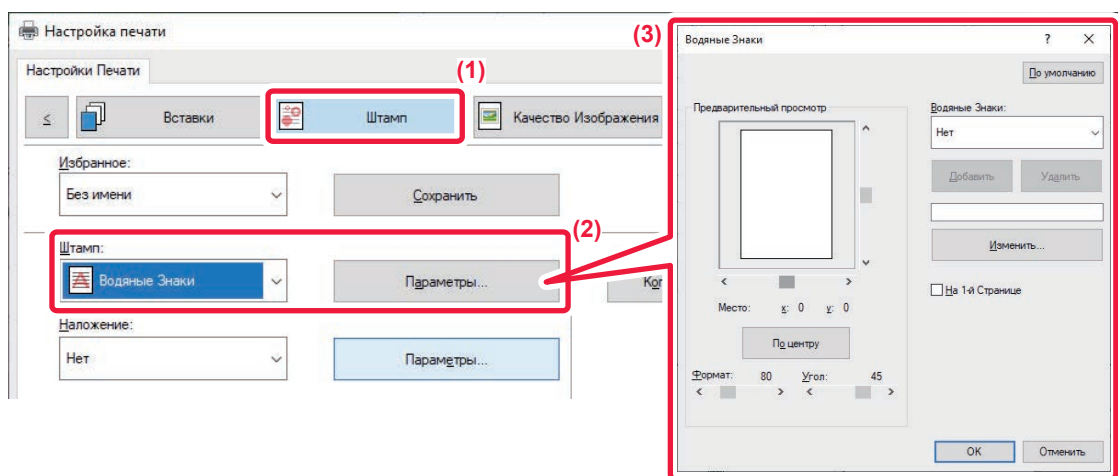 Настройка печати
Настройки Печати
(1)
<
Вставки
Штамп
Качество Изображения
Избранное:
Без имени
Сохранить
(2)
Штамп:
Водяные Знаки
Параметры...
Наложение:
Нет
Параметры...
(3)
Водяные Знаки
?
По умолчанию
Предварительный просмотр
Водяные Знаки:
Нет
Добавить
Удалить
Изменить...
На 1-й Странице
Место: x: 0 y: 0
По центру
Формат: 80 Угол: 45
OK
Отменить